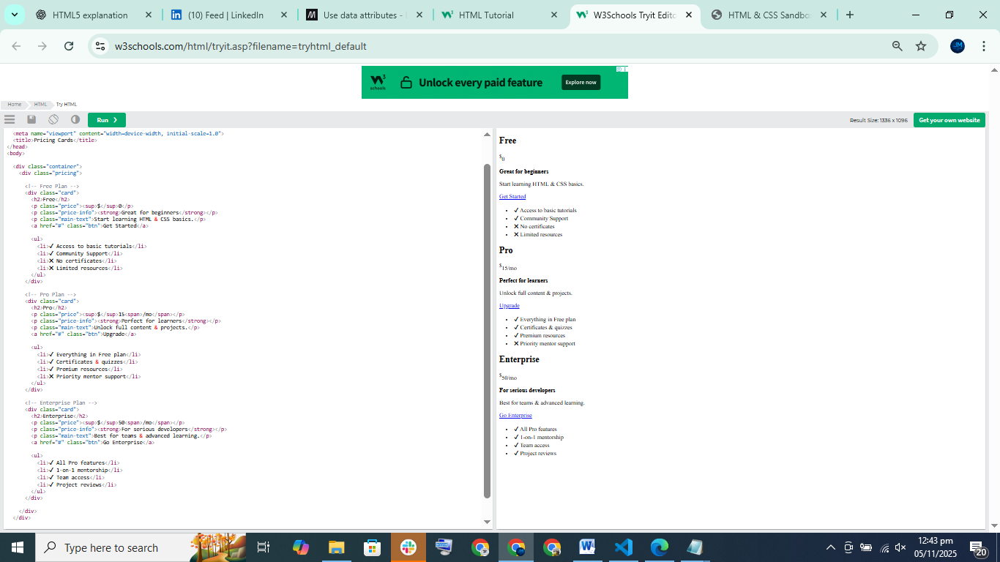 HTML5 explanation
(10) Feed | LinkedIn
Use data attributes -
HTML Tutorial
W3Schools Tryit Edito
HTML & CSS Sandbo
w3schools.com/html/tryit.asp?filename=tryhtml_default
W3 schools
Unlock every paid feature
Explore now
Home HTML Try HTML
Run ❯
Result Size: 1336 x 1096
Get your own website
<meta name="viewport" content="width=device-width, initial-scale=1.0">
<title>Pricing Cards</title>
</head>
<body>
<div class="container">
<div class="pricing">
<!-- Free Plan -->
<div class="card">
<h2>Free</h2>
<p class="price"><sup>$</sup>0</p>
<p class="price-info"><strong>Great for beginners</strong></p>
<p class="main-text">Start learning HTML & CSS basics.</p>
<a href="#" class="btn">Get Started</a>
<ul>
<li>✔ Access to basic tutorials</li>
<li>✔ Community Support</li>
<li>❌ No certificates</li>
<li>❌ Limited resources</li>
</ul>
</div>
<!-- Pro Plan -->
<div class="card">
<h2>Pro</h2>
<p class="price"><sup>$</sup>15<span>/mo</span></p>
<p class="price-info"><strong>Perfect for learners</strong></p>
<p class="main-text">Unlock full content & projects.</p>
<a href="#" class="btn">Upgrade</a>
<ul>
<li>✔ Everything in Free plan</li>
<li>✔ Certificates & quizzes</li>
<li>✔ Premium resources</li>
<li>❌ Priority mentor support</li>
</ul>
</div>
<!-- Enterprise Plan -->
<div class="card">
<h2>Enterprise</h2>
<p class="price"><sup>$</sup>50<span>/mo</span></p>
<p class="price-info"><strong>For serious developers</strong></p>
<p class="main-text">Best for teams & advanced learning.</p>
<a href="#" class="btn">Go Enterprise</a>
<ul>
<li>✔ All Pro features</li>
<li>✔ 1-on-1 mentorship</li>
<li>✔ Team access</li>
<li>✔ Project reviews</li>
</ul>
</div>
</div>
</div>
Free
$0
Great for beginners
Start learning HTML & CSS basics.
Get Started
✔ Access to basic tutorials
✔ Community Support
❌ No certificates
❌ Limited resources
Pro
$15/mo
Perfect for learners
Unlock full content & projects.
Upgrade
✔ Everything in Free plan
✔ Certificates & quizzes
✔ Premium resources
❌ Priority mentor support
Enterprise
$50/mo
For serious developers
Best for teams & advanced learning.
Go Enterprise
✔ All Pro features
✔ 1-on-1 mentorship
✔ Team access
✔ Project reviews
Type here to search
12:43 pm
05/11/2025
20